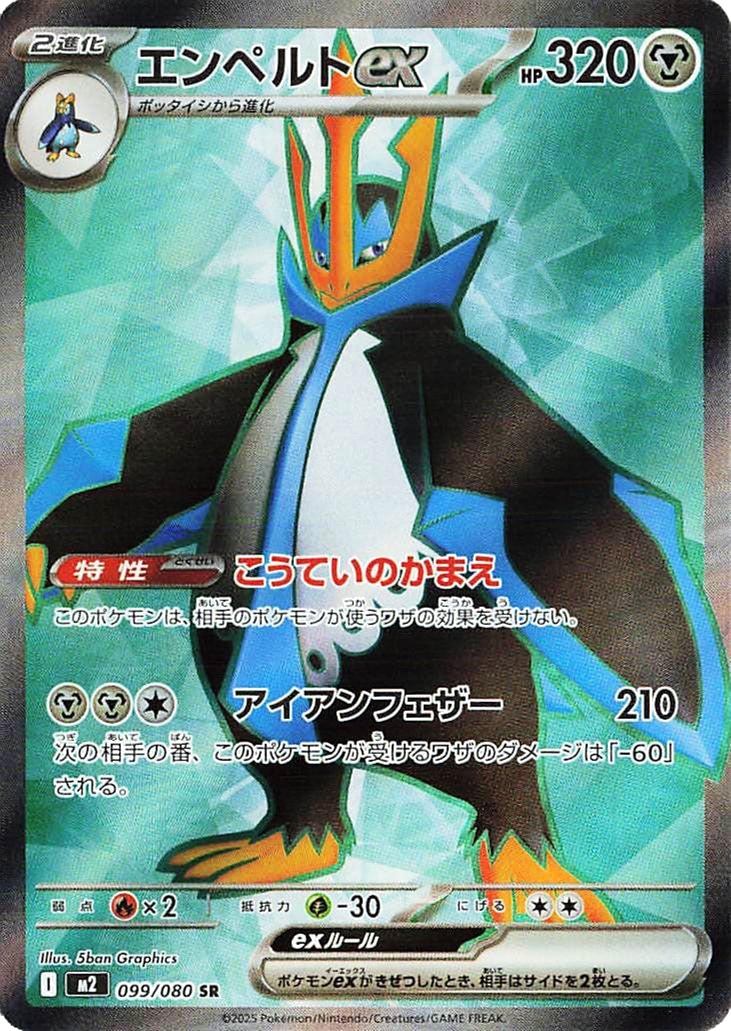 2進化
エンペルトex
HP320
ポッタイシから進化
特性
とくせい
こうていのかまえ
このポケモンは、相手のポケモンが使うワザの効果を受けない。
アイアンフェザー 210
次の相手の番、このポケモンが受けるワザのダメージは「-60」
される。
弱点 ×2 抵抗力 -30 にげる
Illus. 5ban Graphics
exルール
ポケモンexがきぜつしたとき、相手はサイドを2枚とる。
I m2 099/080 SR
©2025 Pokémon/Nintendo/Creatures/GAME FREAK.